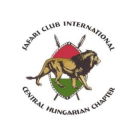 SAFARI CLUB INTERNATIONAL
CENTRAL HUNGARIAN CHAPTER